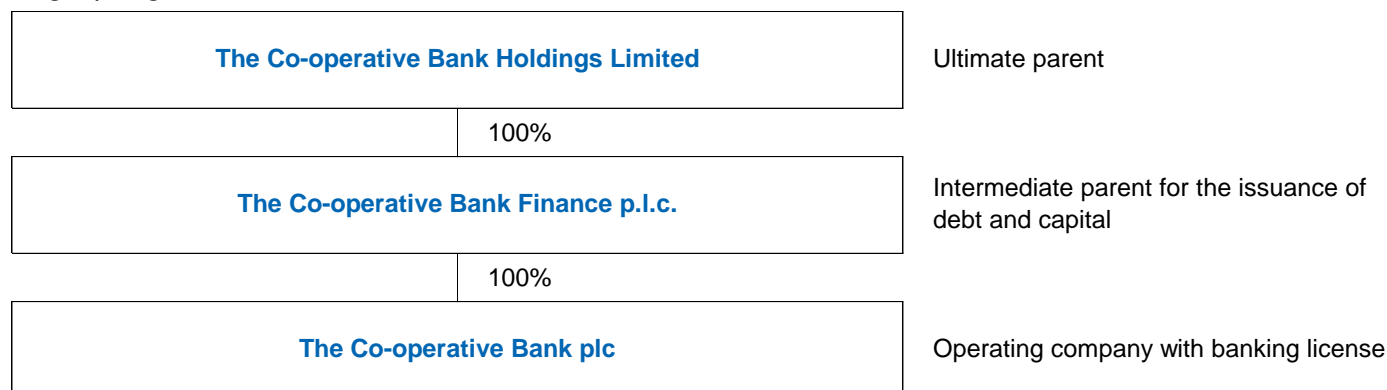 The Co-operative Bank Holdings Limited
Ultimate parent
100%
The Co-operative Bank Finance p.l.c.
Intermediate parent for the issuance of
debt and capital
100%
The Co-operative Bank plc
Operating company with banking license